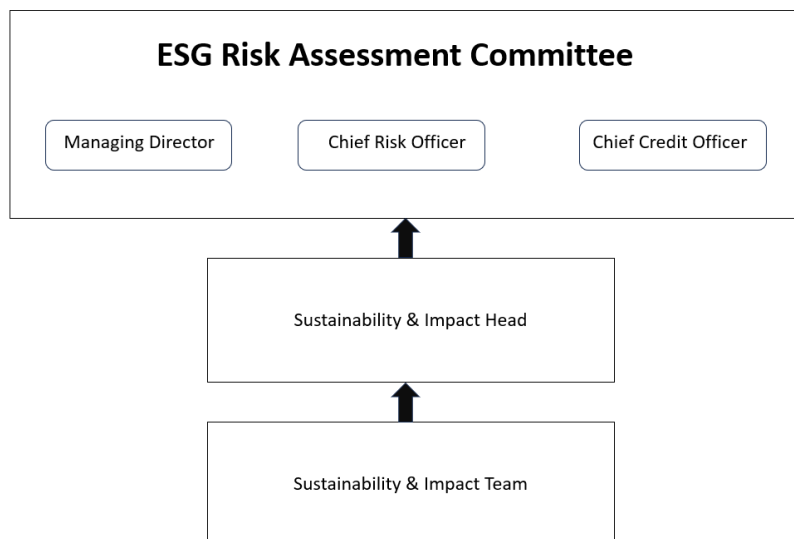 ESG Risk Assessment Committee
Managing Director
Chief Risk Officer
Chief Credit Officer
Sustainability & Impact Head
Sustainability & Impact Team